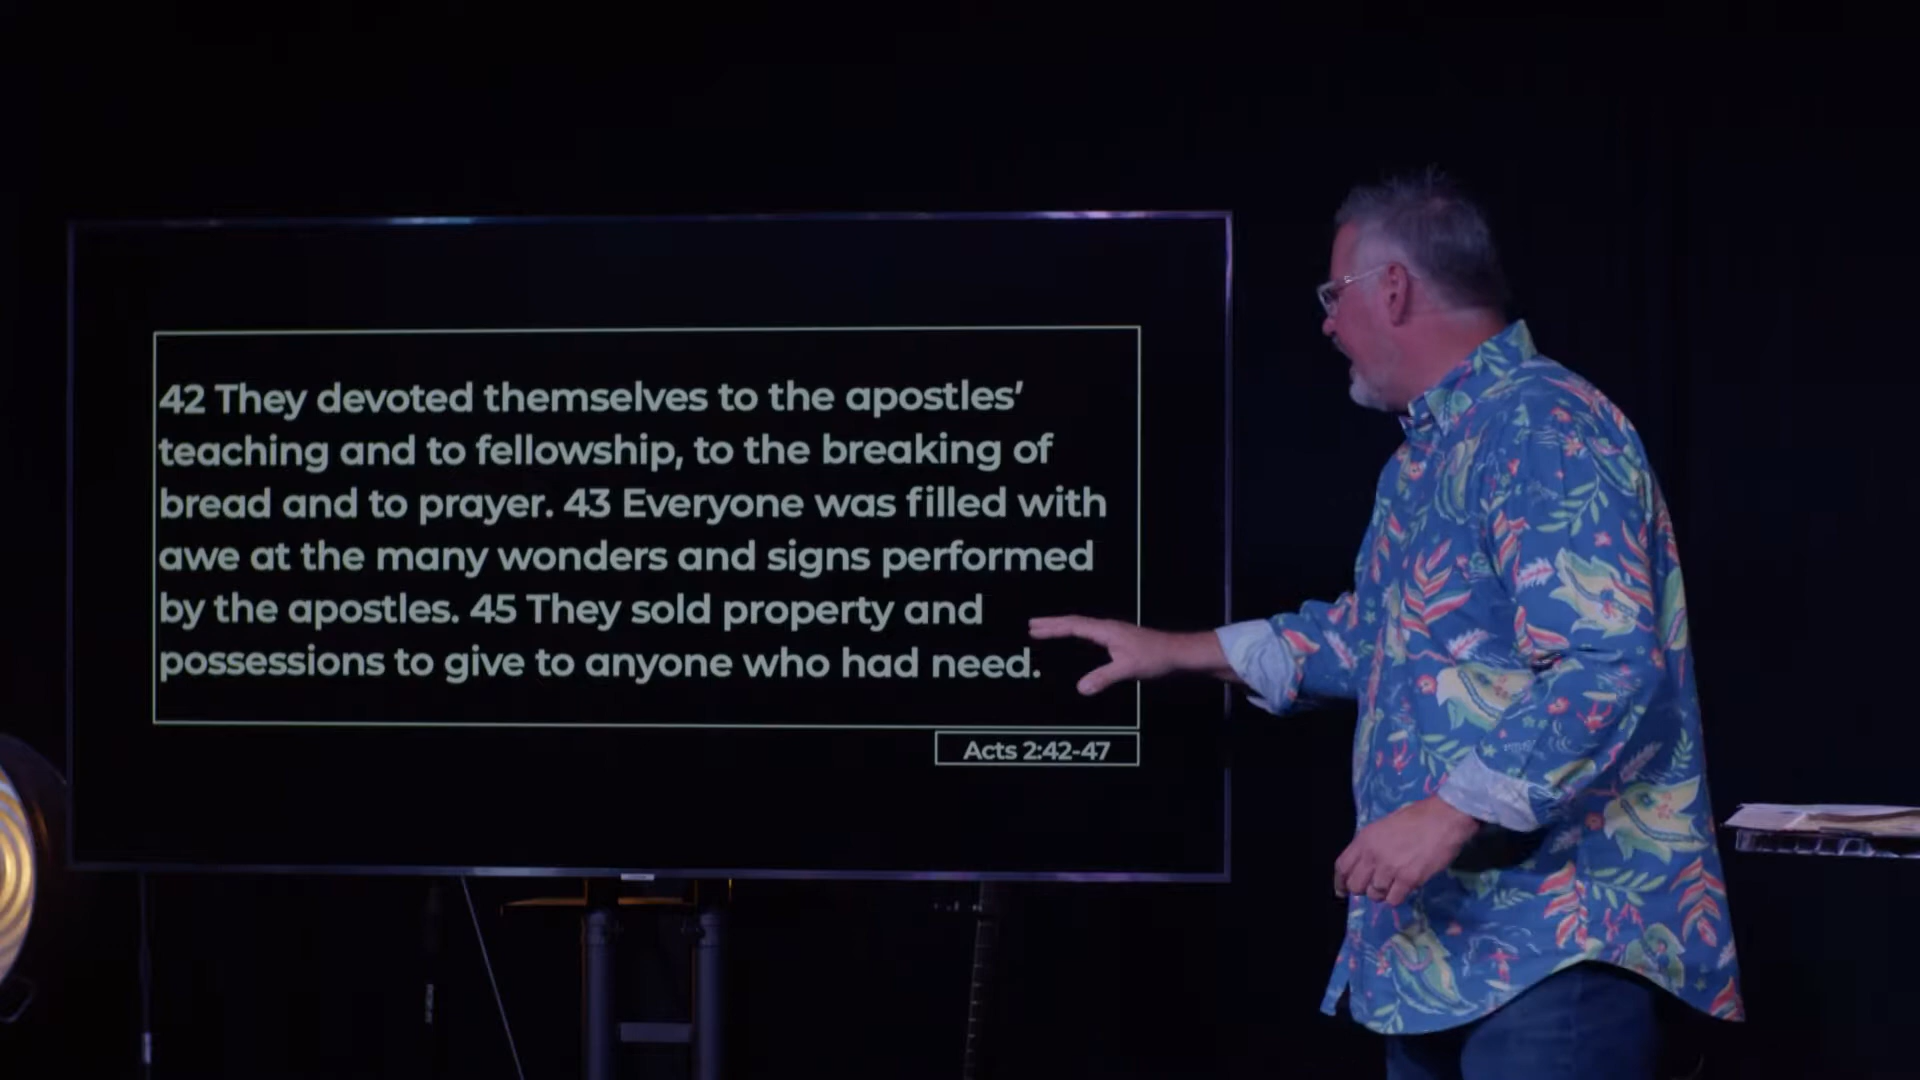 42 They devoted themselves to the apostles’
teaching and to fellowship, to the breaking of
bread and to prayer. 43 Everyone was filled with
awe at the many wonders and signs performed
by the apostles. 45 They sold property and
possessions to give to anyone who had need.
Acts 2:42-47